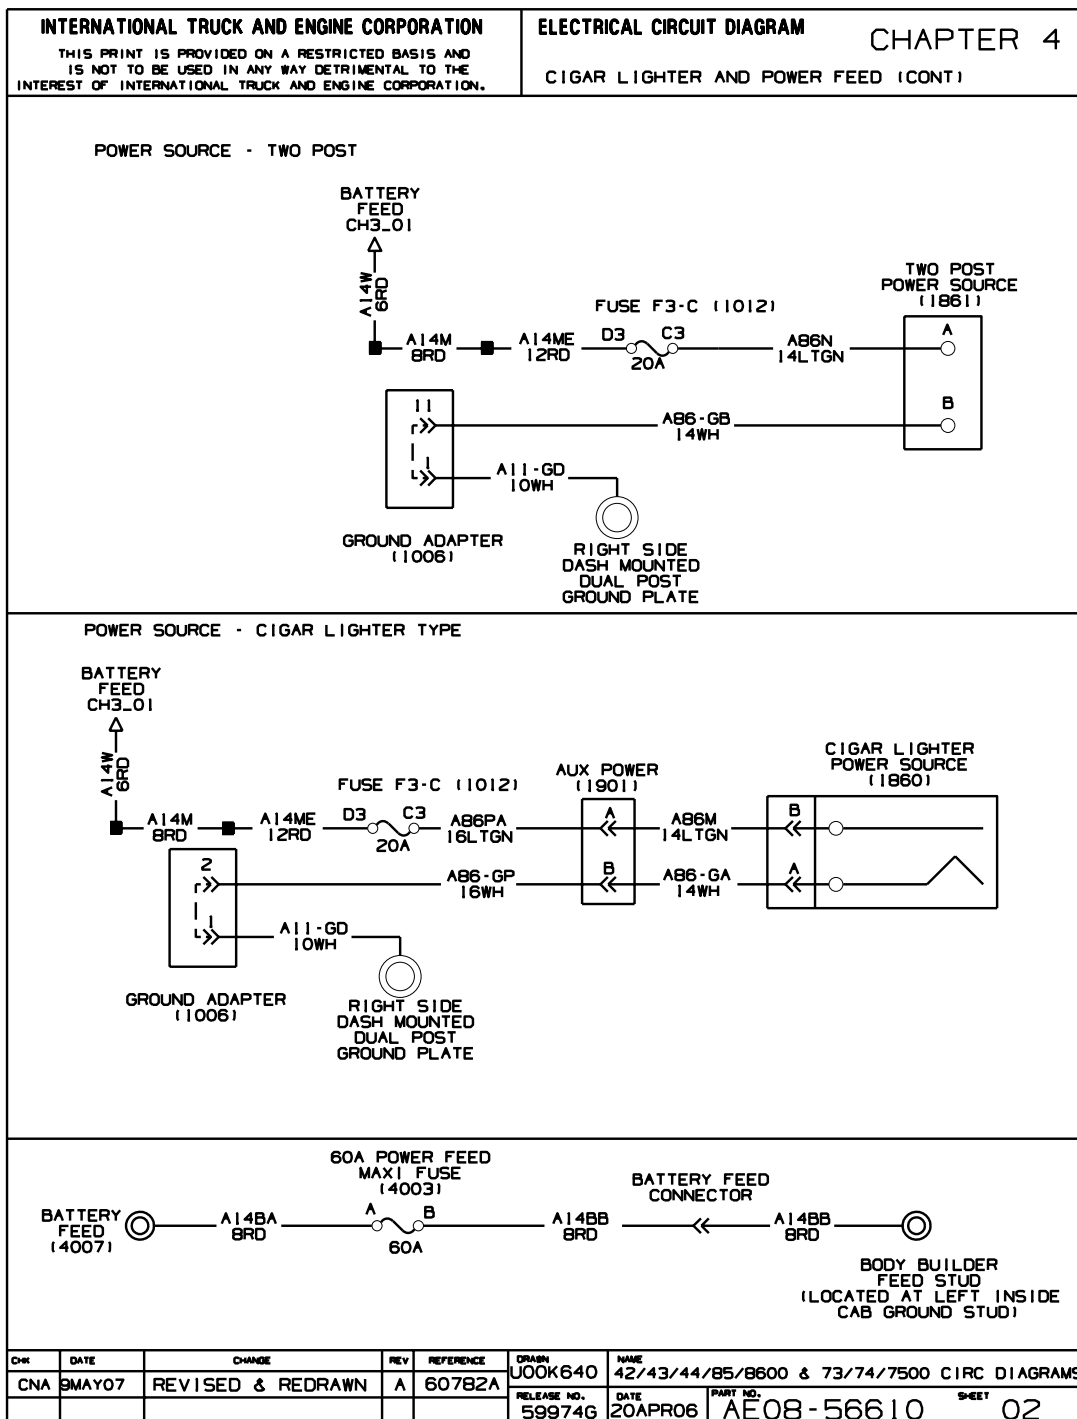 INTERNATIONAL TRUCK AND ENGINE CORPORATION
THIS PRINT IS PROVIDED ON A RESTRICTED BASIS AND
IS NOT TO BE USED IN ANY WAY DETRIMENTAL TO THE
INTEREST OF INTERNATIONAL TRUCK AND ENGINE CORPORATION.
ELECTRICAL CIRCUIT DIAGRAM
CHAPTER 4
CIGAR LIGHTER AND POWER FEED (CONT)
POWER SOURCE - TWO POST
BATTERY
FEED
CH3_01
A14W
6RD
A14M
8RD
A14ME
12RD
FUSE F3-C (1012)
D3
C3
20A
A86N
14LTGN
TWO POST
POWER SOURCE
(1861)
A
B
11
1
A86-GB
14WH
A11-GD
10WH
GROUND ADAPTER
(1006)
RIGHT SIDE
DASH MOUNTED
DUAL POST
GROUND PLATE
POWER SOURCE - CIGAR LIGHTER TYPE
BATTERY
FEED
CH3_01
A14W
6RD
A14M
8RD
A14ME
12RD
FUSE F3-C (1012)
D3
C3
20A
A86PA
16LTGN
AUX POWER
(1901)
A
B
A86M
14LTGN
CIGAR LIGHTER
POWER SOURCE
(1860)
B
A
2
1
A86-GP
16WH
A86-GA
14WH
A11-GD
10WH
GROUND ADAPTER
(1006)
RIGHT SIDE
DASH MOUNTED
DUAL POST
GROUND PLATE
60A POWER FEED
MAXI FUSE
(4003)
A
B
60A
BATTERY
FEED
(4007)
A14BA
8RD
A14BB
8RD
BATTERY FEED
CONNECTOR
A14BB
8RD
BODY BUILDER
FEED STUD
(LOCATED AT LEFT INSIDE
CAB GROUND STUD)
CHK
DATE
CHANGE
REV
REFERENCE
CNA
9MAY07
REVISED & REDRAWN
A
60782A
DRAWN
U00K640
NAME
42/43/44/85/8600 & 73/74/7500 CIRC DIAGRAMS
RELEASE NO.
59974G
DATE
20APR06
PART NO.
AE08-56610
SHEET
02